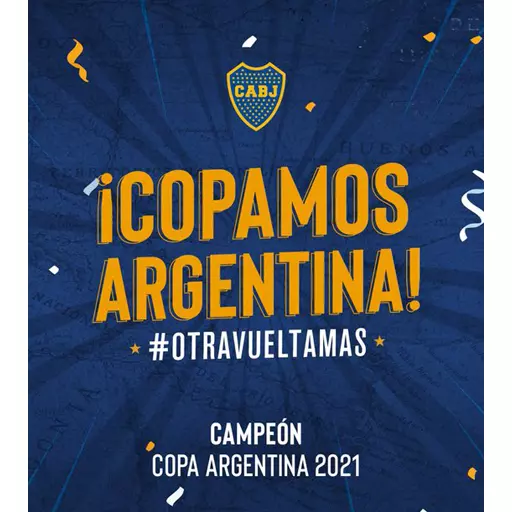 CABJ
¡COPAMOS
ARGENTINA!
#OTRAVUELTAMAS
CAMPEÓN
COPA ARGENTINA 2021